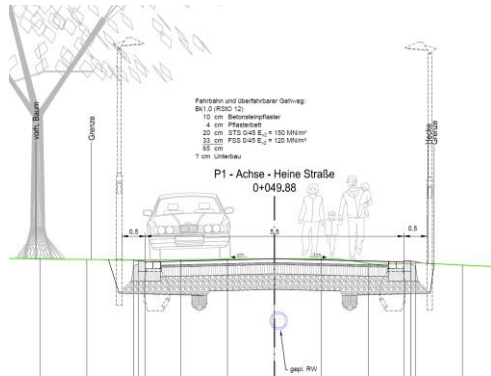 Fahrbahn und überfahrbarer Gehweg:
Bk1,0 (RStO 12)
10 cm Betonsteinpflaster
4 cm Pflasterbett
20 cm STS 0/45 Ev2 = 150 MN/m²
33 cm FSS 0/45 Ev2 = 120 MN/m²
65 cm
? cm Unterbau
P1 - Achse - Heine Straße
0+049.88
vorh. Baum
Grenze
Hecke
Grenze
0,5
5,5
0,5
gepl. RW